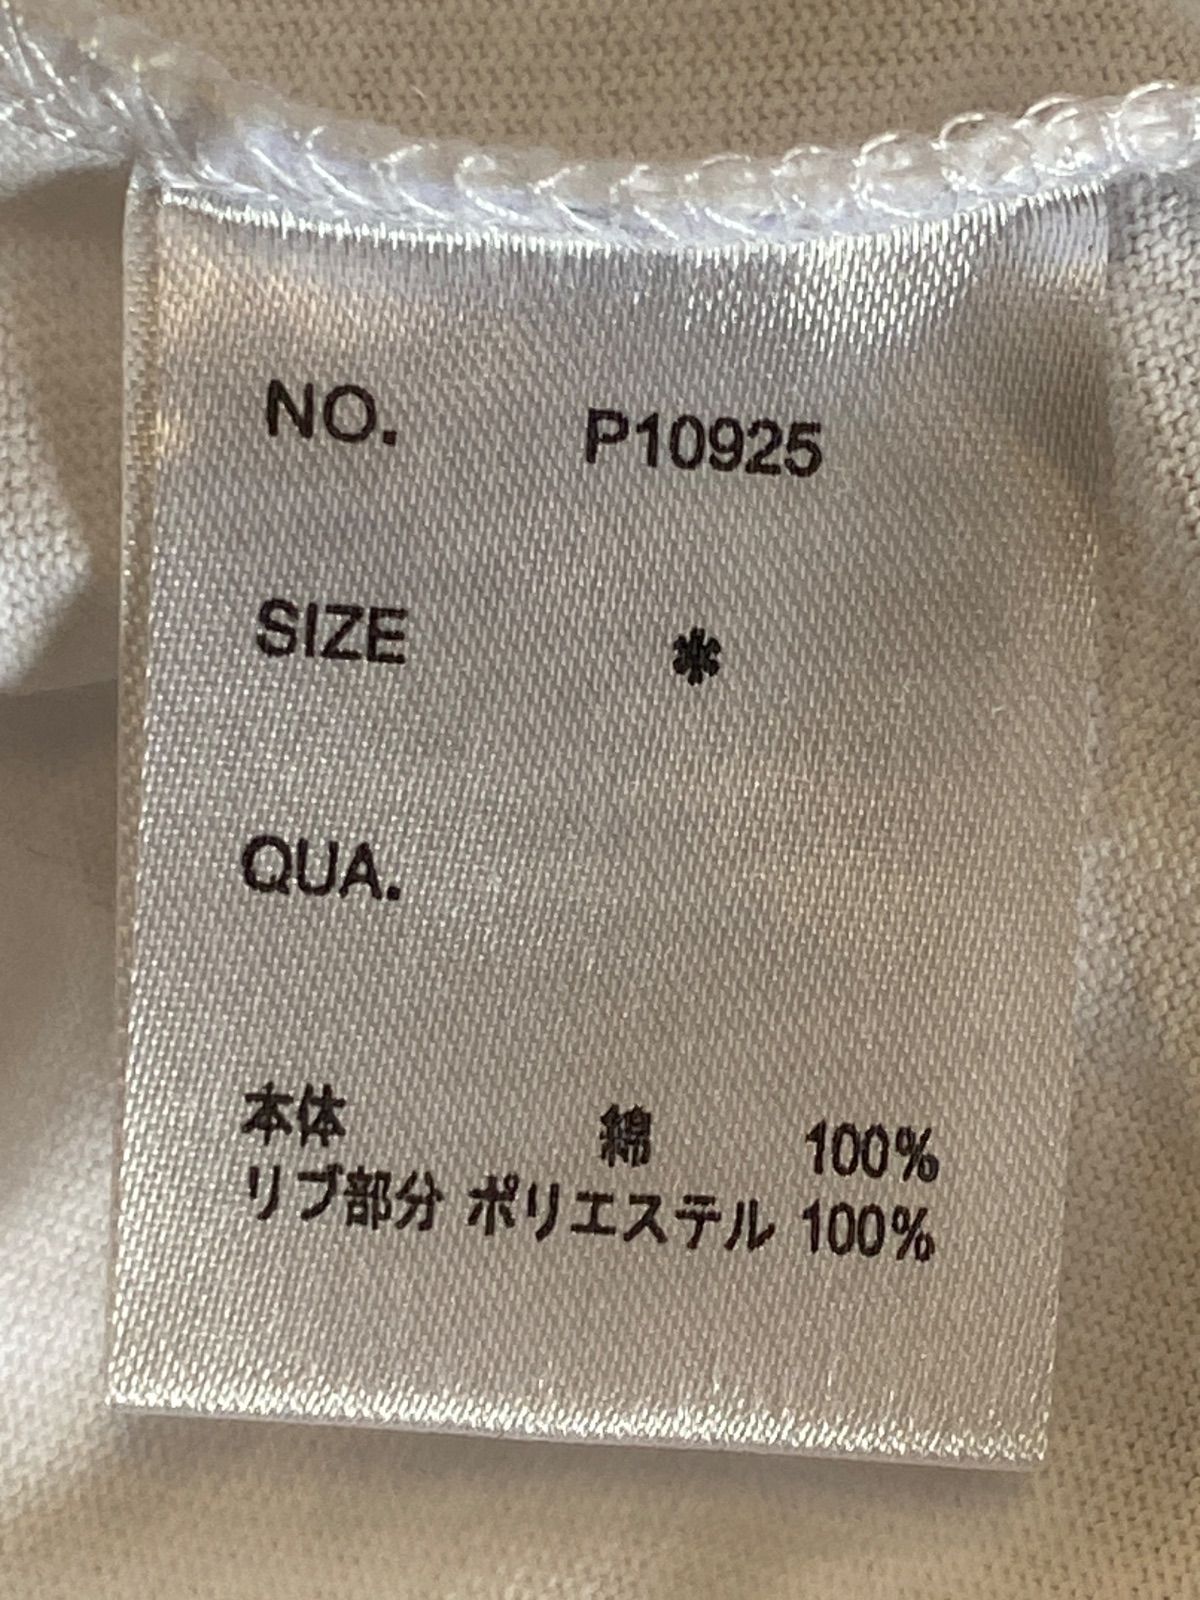 NO. P10925
SIZE *
QUA.
本体 綿 100%
リブ部分 ポリエステル 100%